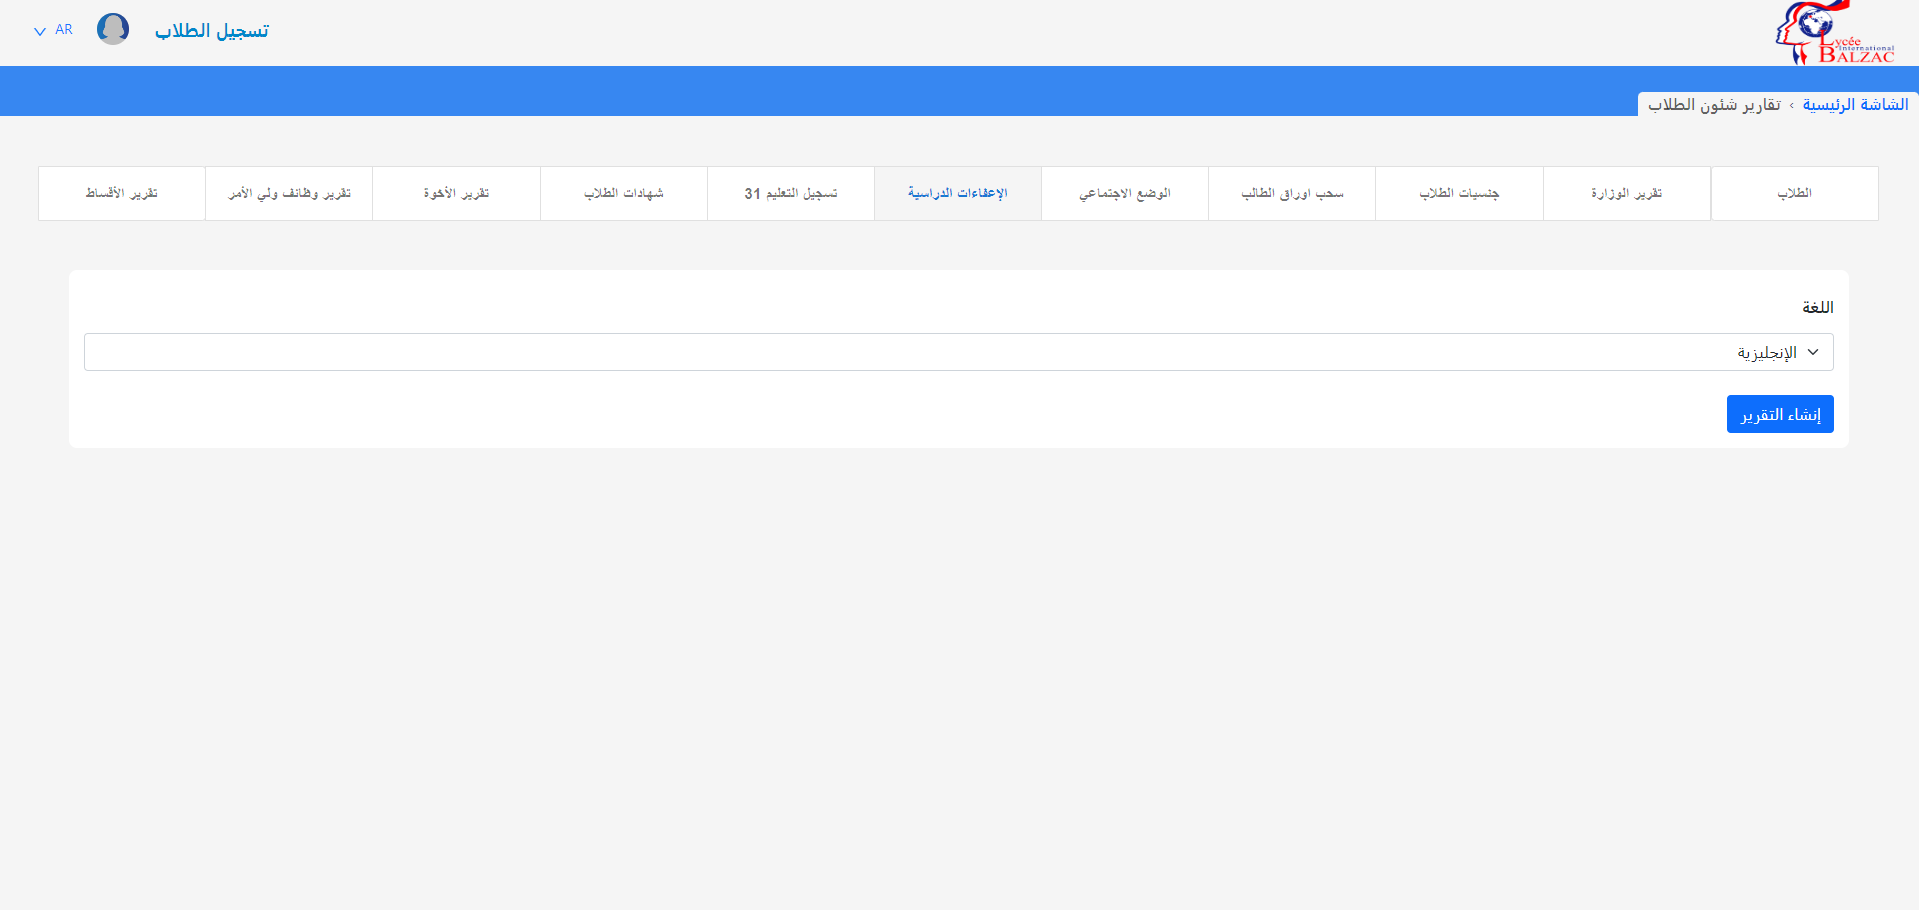 Lycée
International
BALZAC
تسجيل الطلاب
AR
الشاشة الرئيسية › تقارير شئون الطلاب
الطلاب
تقرير الوزارة
جنسيات الطلاب
سحب اوراق الطالب
الوضع الاجتماعي
الإعفاءات الدراسية
تسجيل التعليم 31
شهادات الطلاب
تقرير الأخوة
تقرير وظائف ولي الأمر
تقرير الأقساط
اللغة
الإنجليزية
إنشاء التقرير